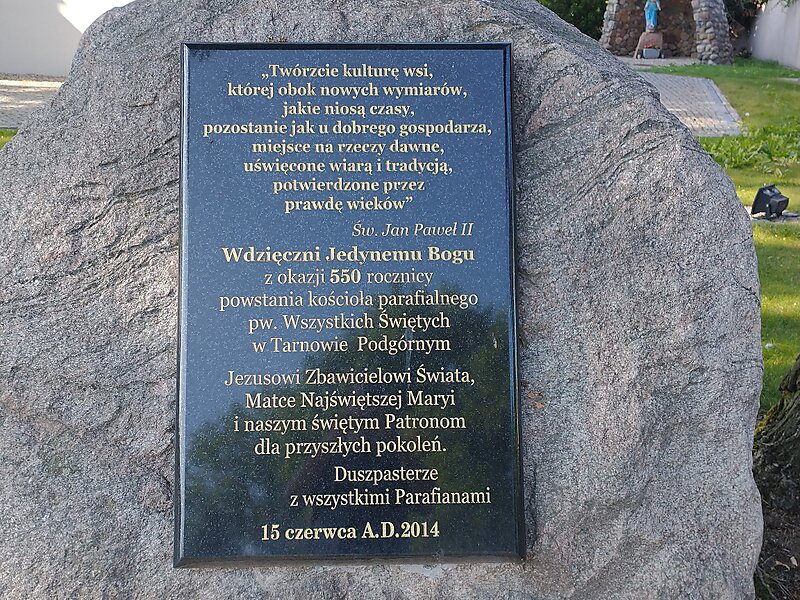 „Twórzcie kulturę wsi,
której obok nowych wymiarów,
jakie niosą czasy,
pozostanie jak u dobrego gospodarza,
miejsce na rzeczy dawne,
uświęcone wiarą i tradycją,
potwierdzone przez
prawdę wieków”
Św. Jan Paweł II
Wdzięczni Jedynemu Bogu
z okazji 550 rocznicy
powstania kościoła parafialnego
pw. Wszystkich Świętych
w Tarnowie Podgórnym
Jezusowi Zbawicielowi Świata,
Matce Najświętszej Maryi
i naszym świętym Patronom
dla przyszłych pokoleń.
Duszpasterze
z wszystkimi Parafianami
15 czerwca A.D.2014